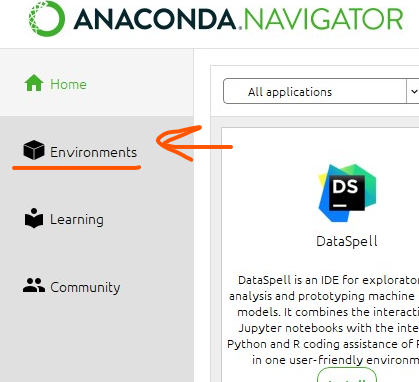 ANACONDA.NAVIGATOR
Home
All applications
Environments
DS
DataSpell
Learning
Community
DataSpell is an IDE for explorator
analysis and prototyping machine
models. It combines the interacti
Jupyter notebooks with the inte
Python and R coding assistance of P
in one user-friendly environm